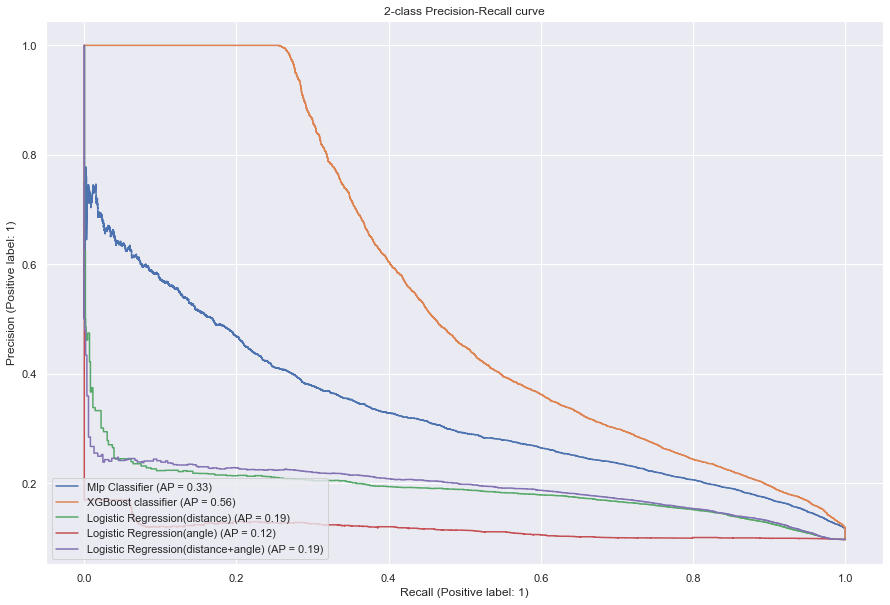 2-class Precision-Recall curve
Precision (Positive label: 1)
1.0
0.8
0.6
0.4
0.2
Mlp Classifier (AP = 0.33)
XGBoost classifier (AP = 0.56)
Logistic Regression(distance) (AP = 0.19)
Logistic Regression(angle) (AP = 0.12)
Logistic Regression(distance+angle) (AP = 0.19)
0.0 0.2 0.4 0.6 0.8 1.0
Recall (Positive label: 1)